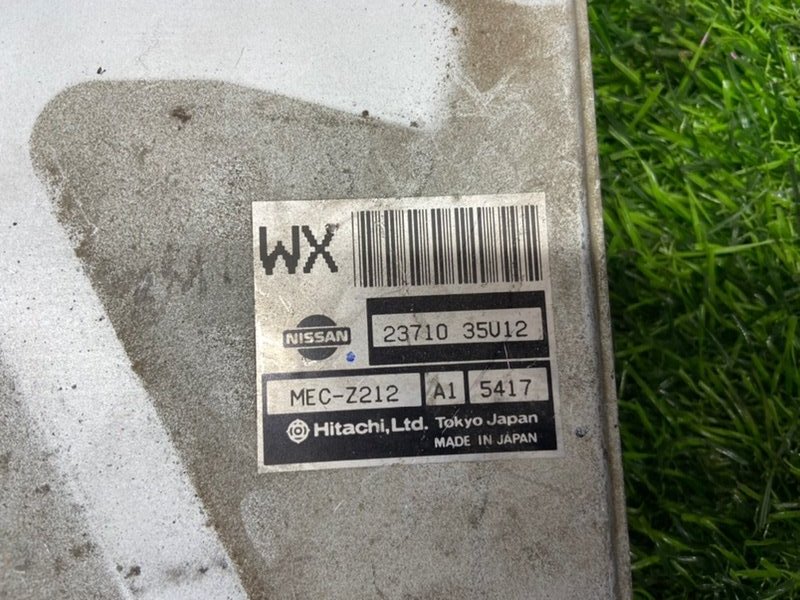 WX
NISSAN
23710 35U12
MEC-Z212 A1 5417
Hitachi,Ltd. Tokyo Japan
MADE IN JAPAN